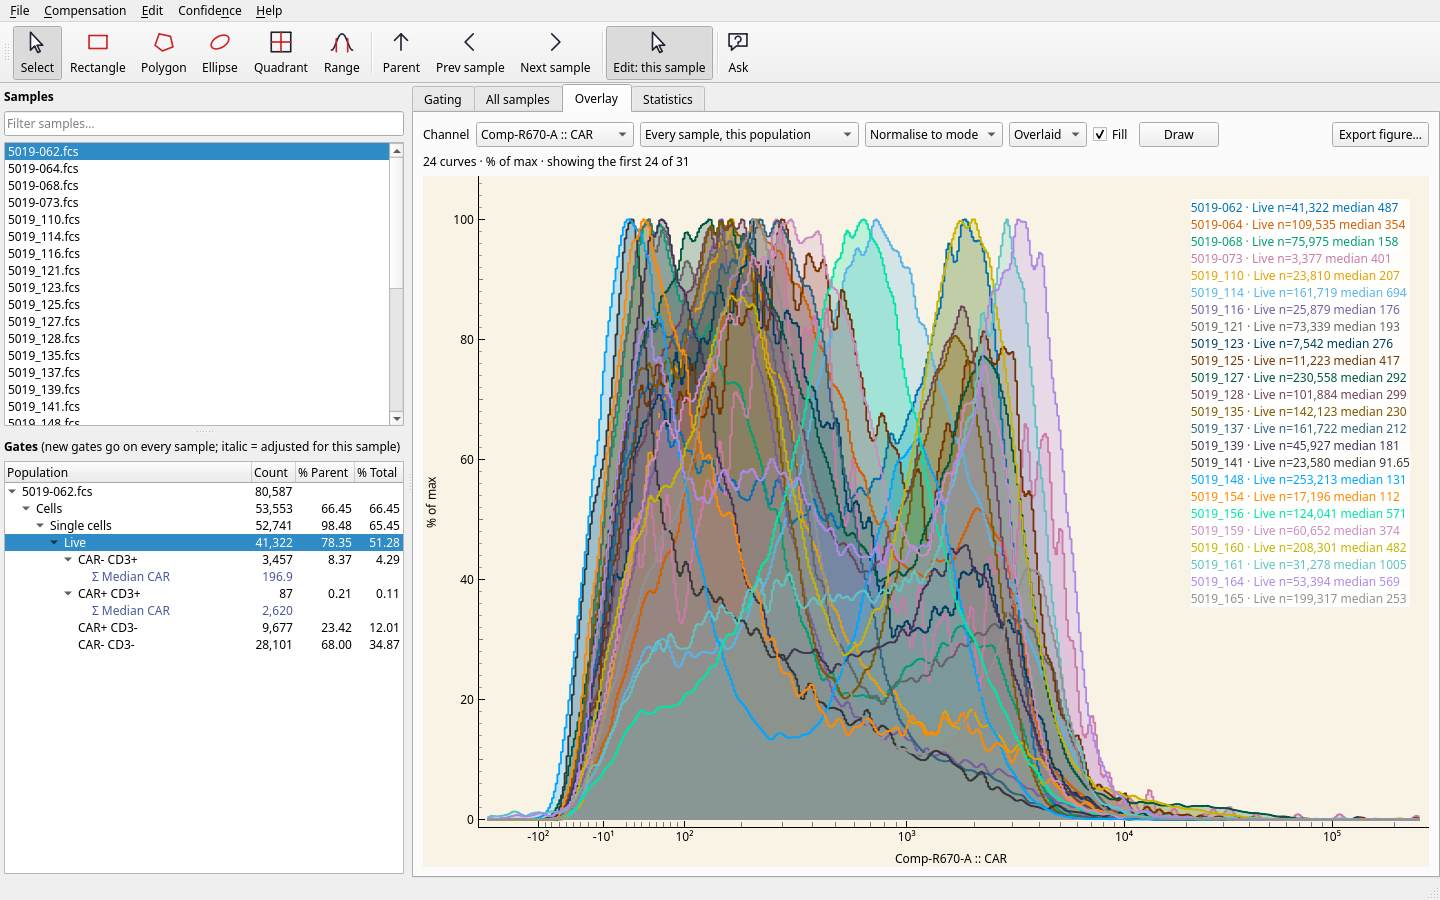 File Compensation Edit Confidence Help
Select Rectangle Polygon Ellipse Quadrant Range Parent Prev sample Next sample Edit: this sample Ask
Samples
Filter samples...
5019-062.fcs
5019-064.fcs
5019-068.fcs
5019-073.fcs
5019_110.fcs
5019_114.fcs
5019_116.fcs
5019_121.fcs
5019_123.fcs
5019_125.fcs
5019_127.fcs
5019_128.fcs
5019_135.fcs
5019_137.fcs
5019_139.fcs
5019_141.fcs
5019_148.fcs
Gates (new gates go on every sample; italic = adjusted for this sample)
Population Count % Parent % Total
5019-062.fcs 80,587
Cells 53,553 66.45 66.45
Single cells 52,741 98.48 65.45
Live 41,322 78.35 51.28
CAR- CD3+ 3,457 8.37 4.29
Σ Median CAR 196.9
CAR+ CD3+ 87 0.21 0.11
Σ Median CAR 2,620
CAR+ CD3- 9,677 23.42 12.01
CAR- CD3- 28,101 68.00 34.87
Gating All samples Overlay Statistics
Channel Comp-R670-A :: CAR Every sample, this population Normalise to mode Overlaid Fill Draw Export figure...
24 curves · % of max · showing the first 24 of 31
100
80
60
40
20
0
% of max
-10² -10¹ 10² 10³ 10⁴ 10⁵
Comp-R670-A :: CAR
5019-062 · Live n=41,322 median 487
5019-064 · Live n=109,535 median 354
5019-068 · Live n=75,975 median 158
5019-073 · Live n=3,377 median 401
5019_110 · Live n=23,810 median 207
5019_114 · Live n=161,719 median 694
5019_116 · Live n=25,879 median 176
5019_121 · Live n=73,339 median 193
5019_123 · Live n=7,542 median 276
5019_125 · Live n=11,223 median 417
5019_127 · Live n=230,558 median 292
5019_128 · Live n=101,884 median 299
5019_135 · Live n=142,123 median 230
5019_137 · Live n=161,722 median 212
5019_139 · Live n=45,927 median 181
5019_141 · Live n=23,580 median 91.65
5019_148 · Live n=253,213 median 131
5019_154 · Live n=17,196 median 112
5019_156 · Live n=124,041 median 571
5019_159 · Live n=60,652 median 374
5019_160 · Live n=208,301 median 482
5019_161 · Live n=31,278 median 1005
5019_164 · Live n=53,394 median 569
5019_165 · Live n=199,317 median 253